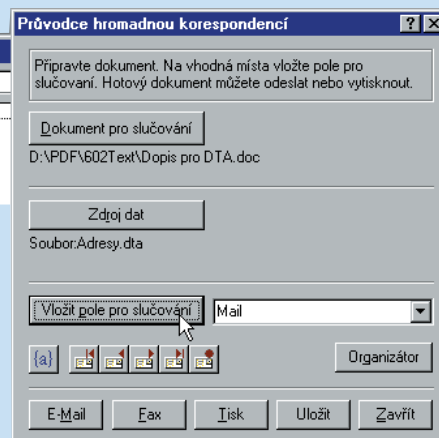 Průvodce hromadnou korespondencí
Připravte dokument. Na vhodná místa vložte pole pro
slučovaní. Hotový dokument můžete odeslat nebo vytisknout.
Dokument pro slučování
D:\PDF\602Text\Dopis pro DTA.doc
Zdroj dat
Soubor:Adresy.dta
Vložit pole pro slučování Mail
{a}
Organizátor
E-Mail Fax Tisk Uložit Zavřít